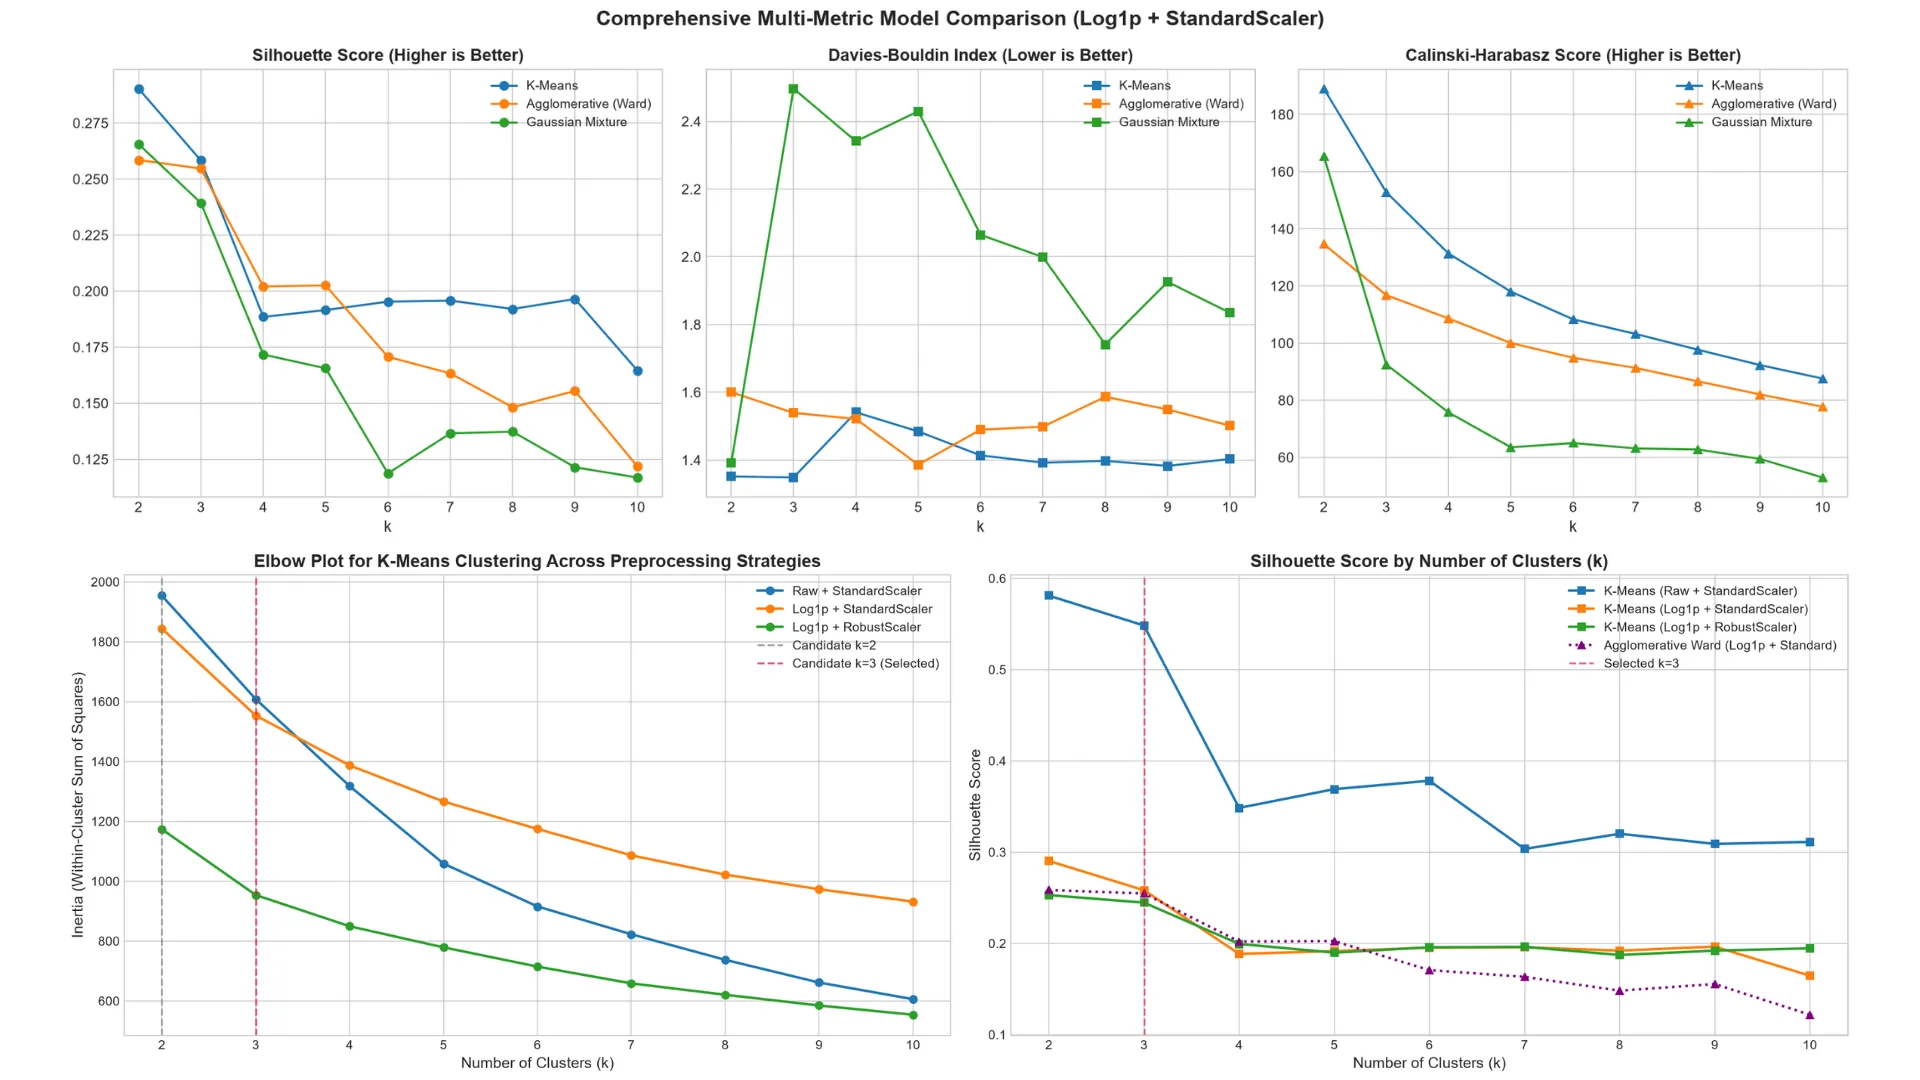 Comprehensive Multi-Metric Model Comparison (Log1p + StandardScaler)
Silhouette Score (Higher is Better)
K-Means
Agglomerative (Ward)
Gaussian Mixture
0.275
0.250
0.225
0.200
0.175
0.150
0.125
2 3 4 5 6 7 8 9 10
k
Davies-Bouldin Index (Lower is Better)
K-Means
Agglomerative (Ward)
Gaussian Mixture
2.4
2.2
2.0
1.8
1.6
1.4
2 3 4 5 6 7 8 9 10
k
Calinski-Harabasz Score (Higher is Better)
K-Means
Agglomerative (Ward)
Gaussian Mixture
180
160
140
120
100
80
60
2 3 4 5 6 7 8 9 10
k
Elbow Plot for K-Means Clustering Across Preprocessing Strategies
Raw + StandardScaler
Log1p + StandardScaler
Log1p + RobustScaler
Candidate k=2
Candidate k=3 (Selected)
Inertia (Within-Cluster Sum of Squares)
2000
1800
1600
1400
1200
1000
800
600
2 3 4 5 6 7 8 9 10
Number of Clusters (k)
Silhouette Score by Number of Clusters (k)
K-Means (Raw + StandardScaler)
K-Means (Log1p + StandardScaler)
K-Means (Log1p + RobustScaler)
Agglomerative Ward (Log1p + Standard)
Selected k=3
Silhouette Score
0.6
0.5
0.4
0.3
0.2
0.1
2 3 4 5 6 7 8 9 10
Number of Clusters (k)